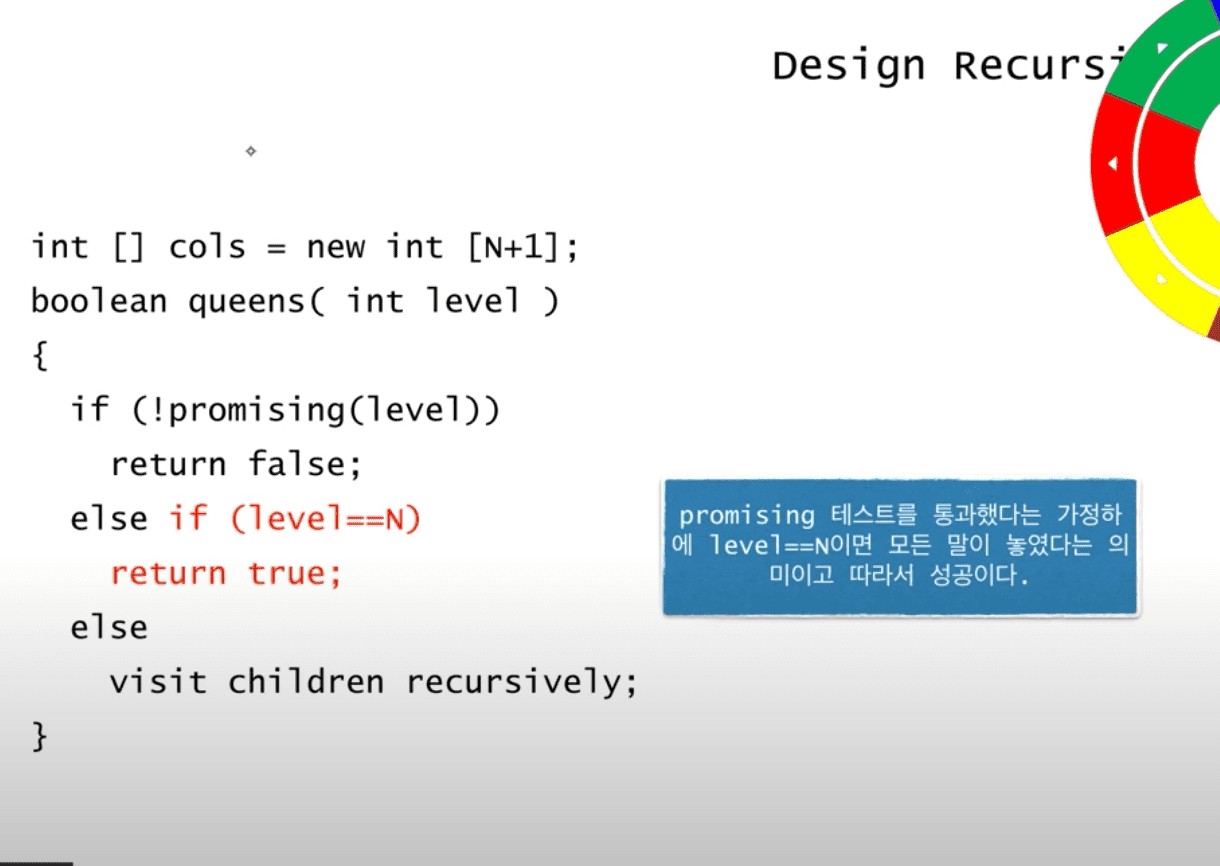 Design
int [] cols = new int [N+1];
boolean queens( int level )
{
if (!promising(level))
return false;
else if (level==N)
return true;
else
visit children recursively;
}
promising 테스트를 통과했다는 가정하
에 level==N이면 모든 말이 놓였다는 의
미이고 따라서 성공이다.